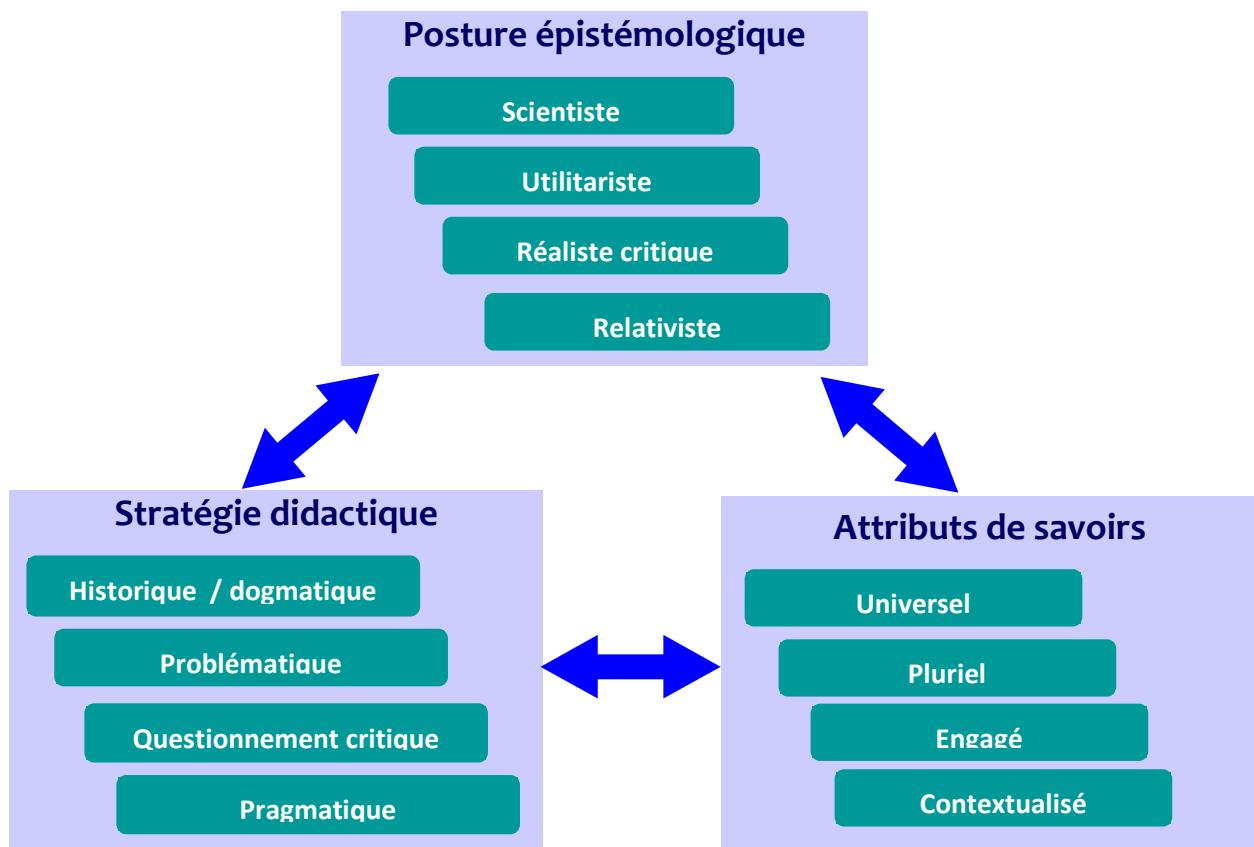 Posture épistémologique
Scientiste
Utilitariste
Réaliste critique
Relativiste
Stratégie didactique
Historique / dogmatique
Problématique
Questionnement critique
Pragmatique
Attributs de savoirs
Universel
Pluriel
Engagé
Contextualisé